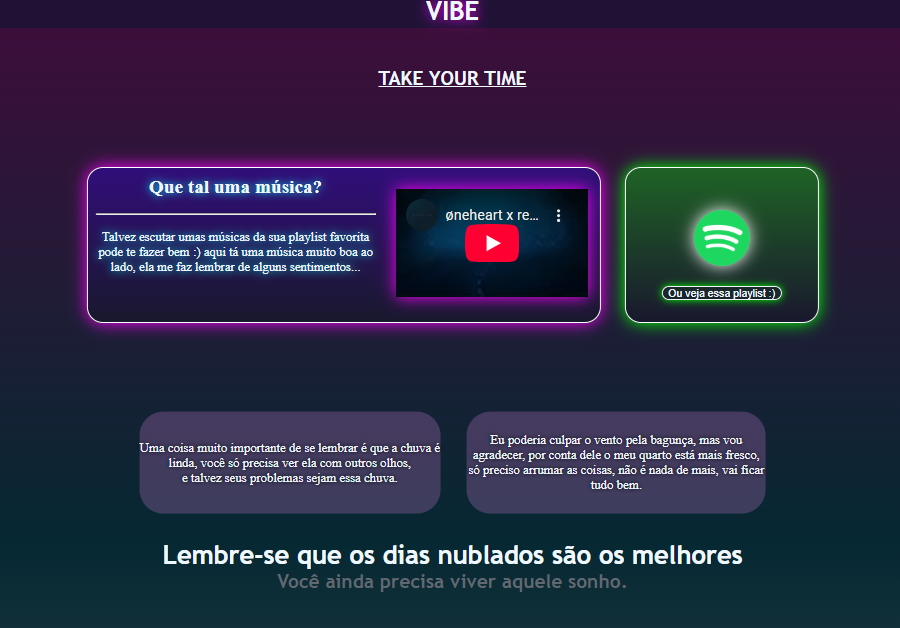 VIBE
TAKE YOUR TIME
Que tal uma música?
Talvez escutar umas músicas da sua playlist favorita
pode te fazer bem :) aqui tá uma música muito boa ao
lado, ela me faz lembrar de alguns sentimentos...
øneheart x re...
Ou veja essa playlist :)
Uma coisa muito importante de se lembrar é que a chuva é
linda, você só precisa ver ela com outros olhos,
e talvez seus problemas sejam essa chuva.
Eu poderia culpar o vento pela bagunça, mas vou
agradecer, por conta dele o meu quarto está mais fresco,
só preciso arrumar as coisas, não é nada de mais, vai ficar
tudo bem.
Lembre-se que os dias nublados são os melhores
Você ainda precisa viver aquele sonho.